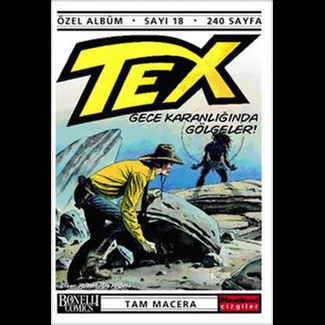 ÖZEL ALBÜM • SAYI 18 • 240 SAYFA
TEX
GECE KARANLIĞINDA
GÖLGELER!
BONELLI
COMICS
TAM MACERA
çizgiler